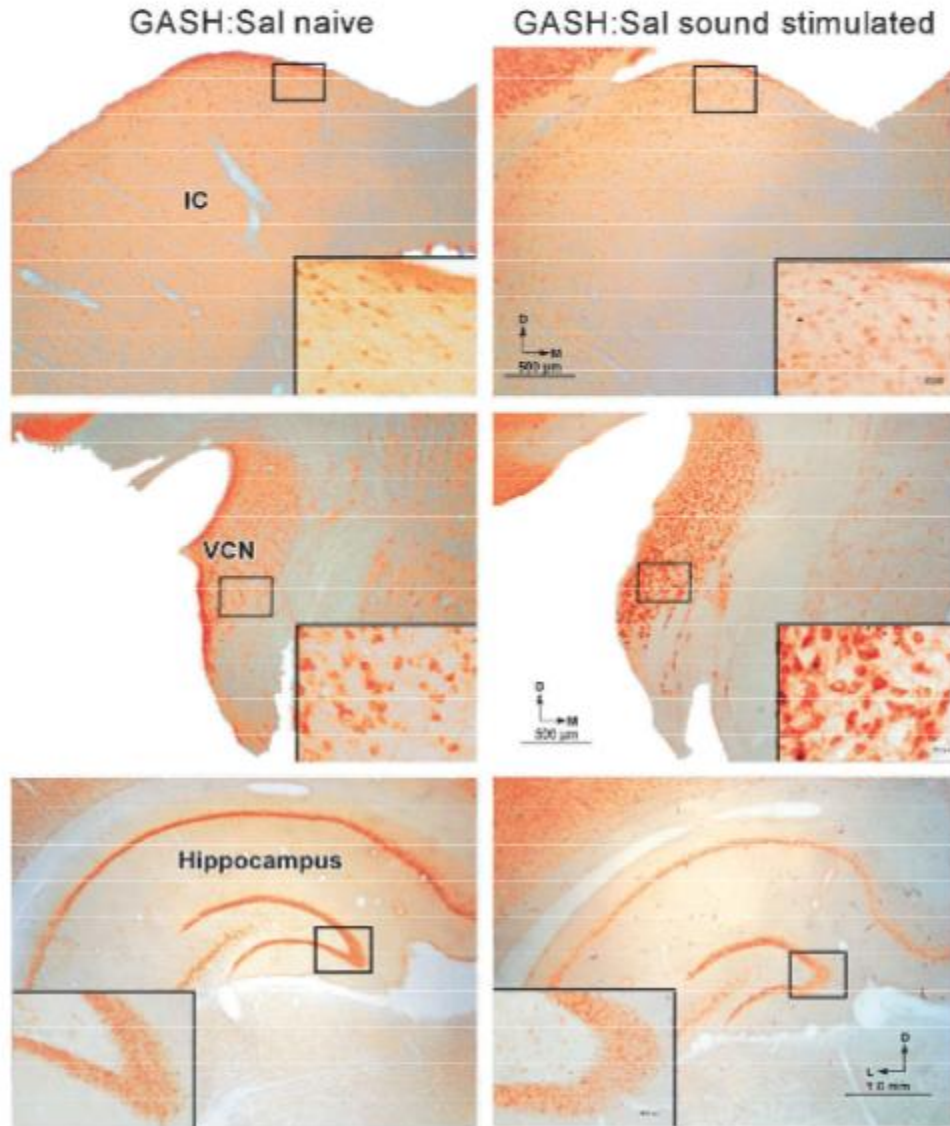 GASH:Sal naive
GASH:Sal sound stimulated
IC
D
M
500 µm
VCN
D
M
500 µm
Hippocampus
D
L
1.0 mm